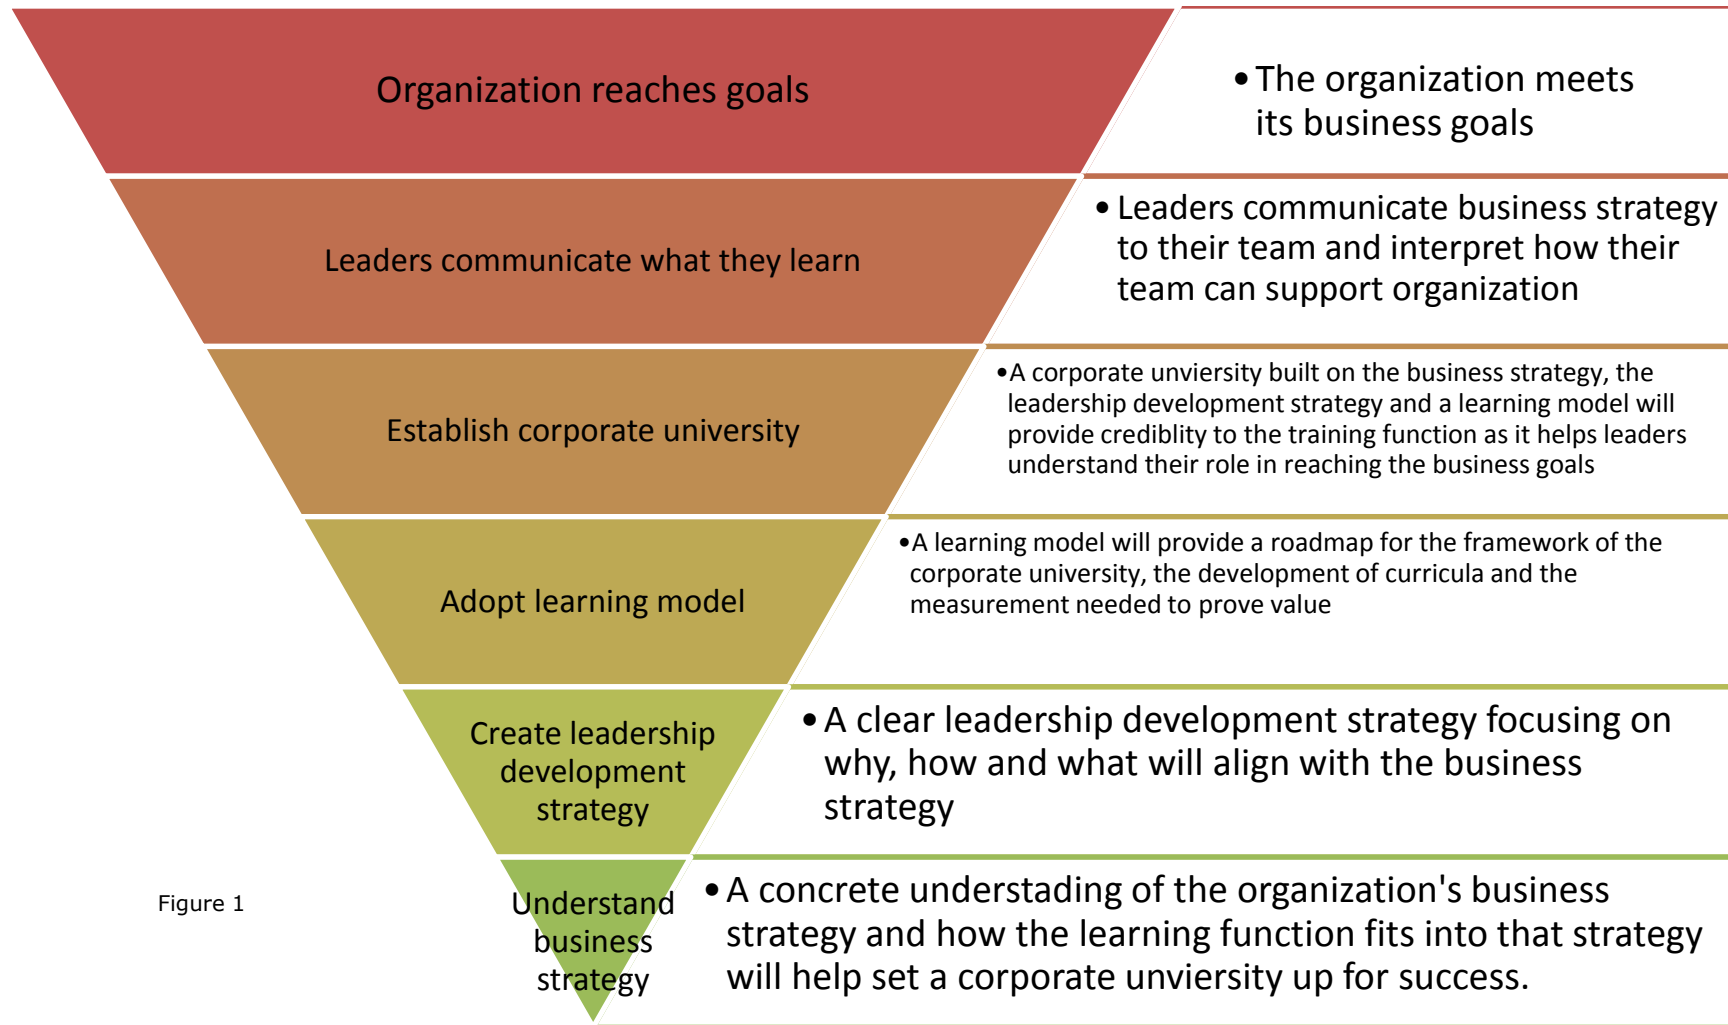 Organization reaches goals
•The organization meets
its business goals
Leaders communicate what they learn
•Leaders communicate business strategy
to their team and interpret how their
team can support organization
Establish corporate university
•A corporate unviersity built on the business strategy, the
leadership development strategy and a learning model will
provide crediblity to the training function as it helps leaders
understand their role in reaching the business goals
Adopt learning model
•A learning model will provide a roadmap for the framework of the
corporate university, the development of curricula and the
measurement needed to prove value
Create leadership
development
strategy
•A clear leadership development strategy focusing on
why, how and what will align with the business
strategy
Understand
business
strategy
•A concrete understading of the organization's business
strategy and how the learning function fits into that strategy
will help set a corporate unviersity up for success.
Figure 1